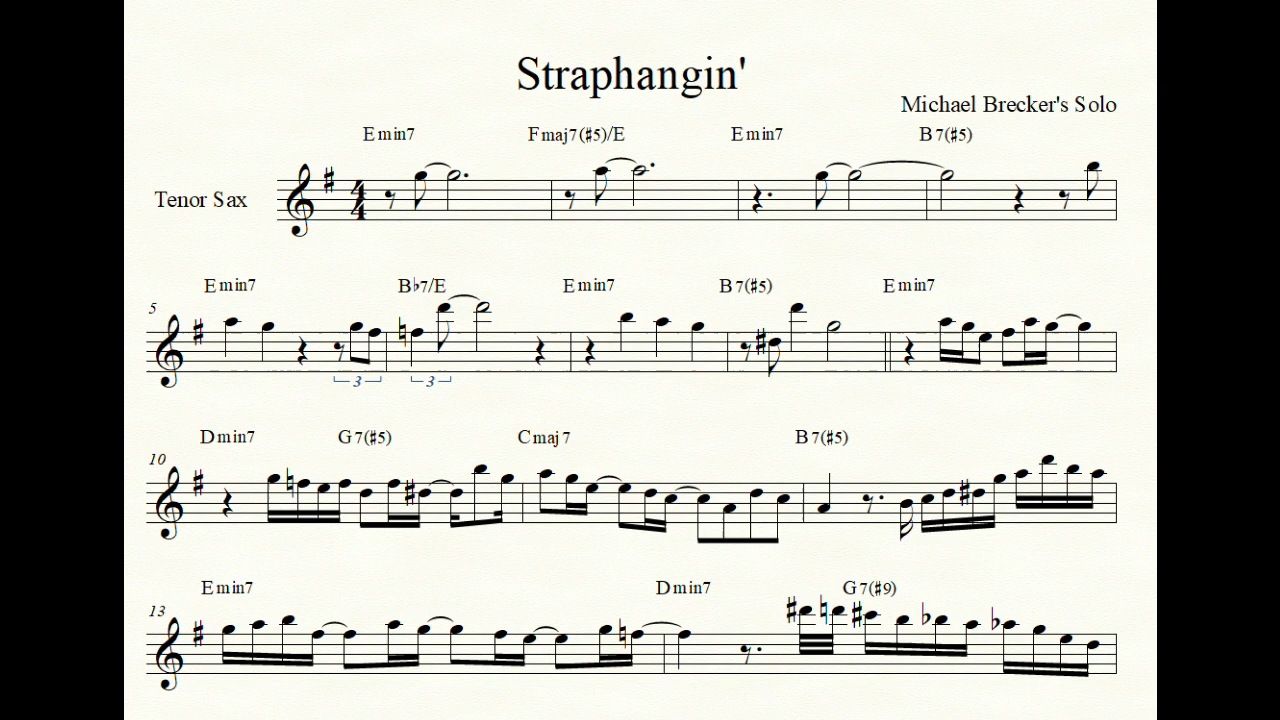 Straphangin'
Michael Brecker's Solo
Emin7 Fmaj7(♯5)/E Emin7 B7(♯5)
Tenor Sax
4
4
Emin7 B♭7/E Emin7 B7(♯5) Emin7
5
3 3
Dmin7 G7(♯5) Cmaj7 B7(♯5)
10
Emin7 Dmin7 G7(♯9)
13